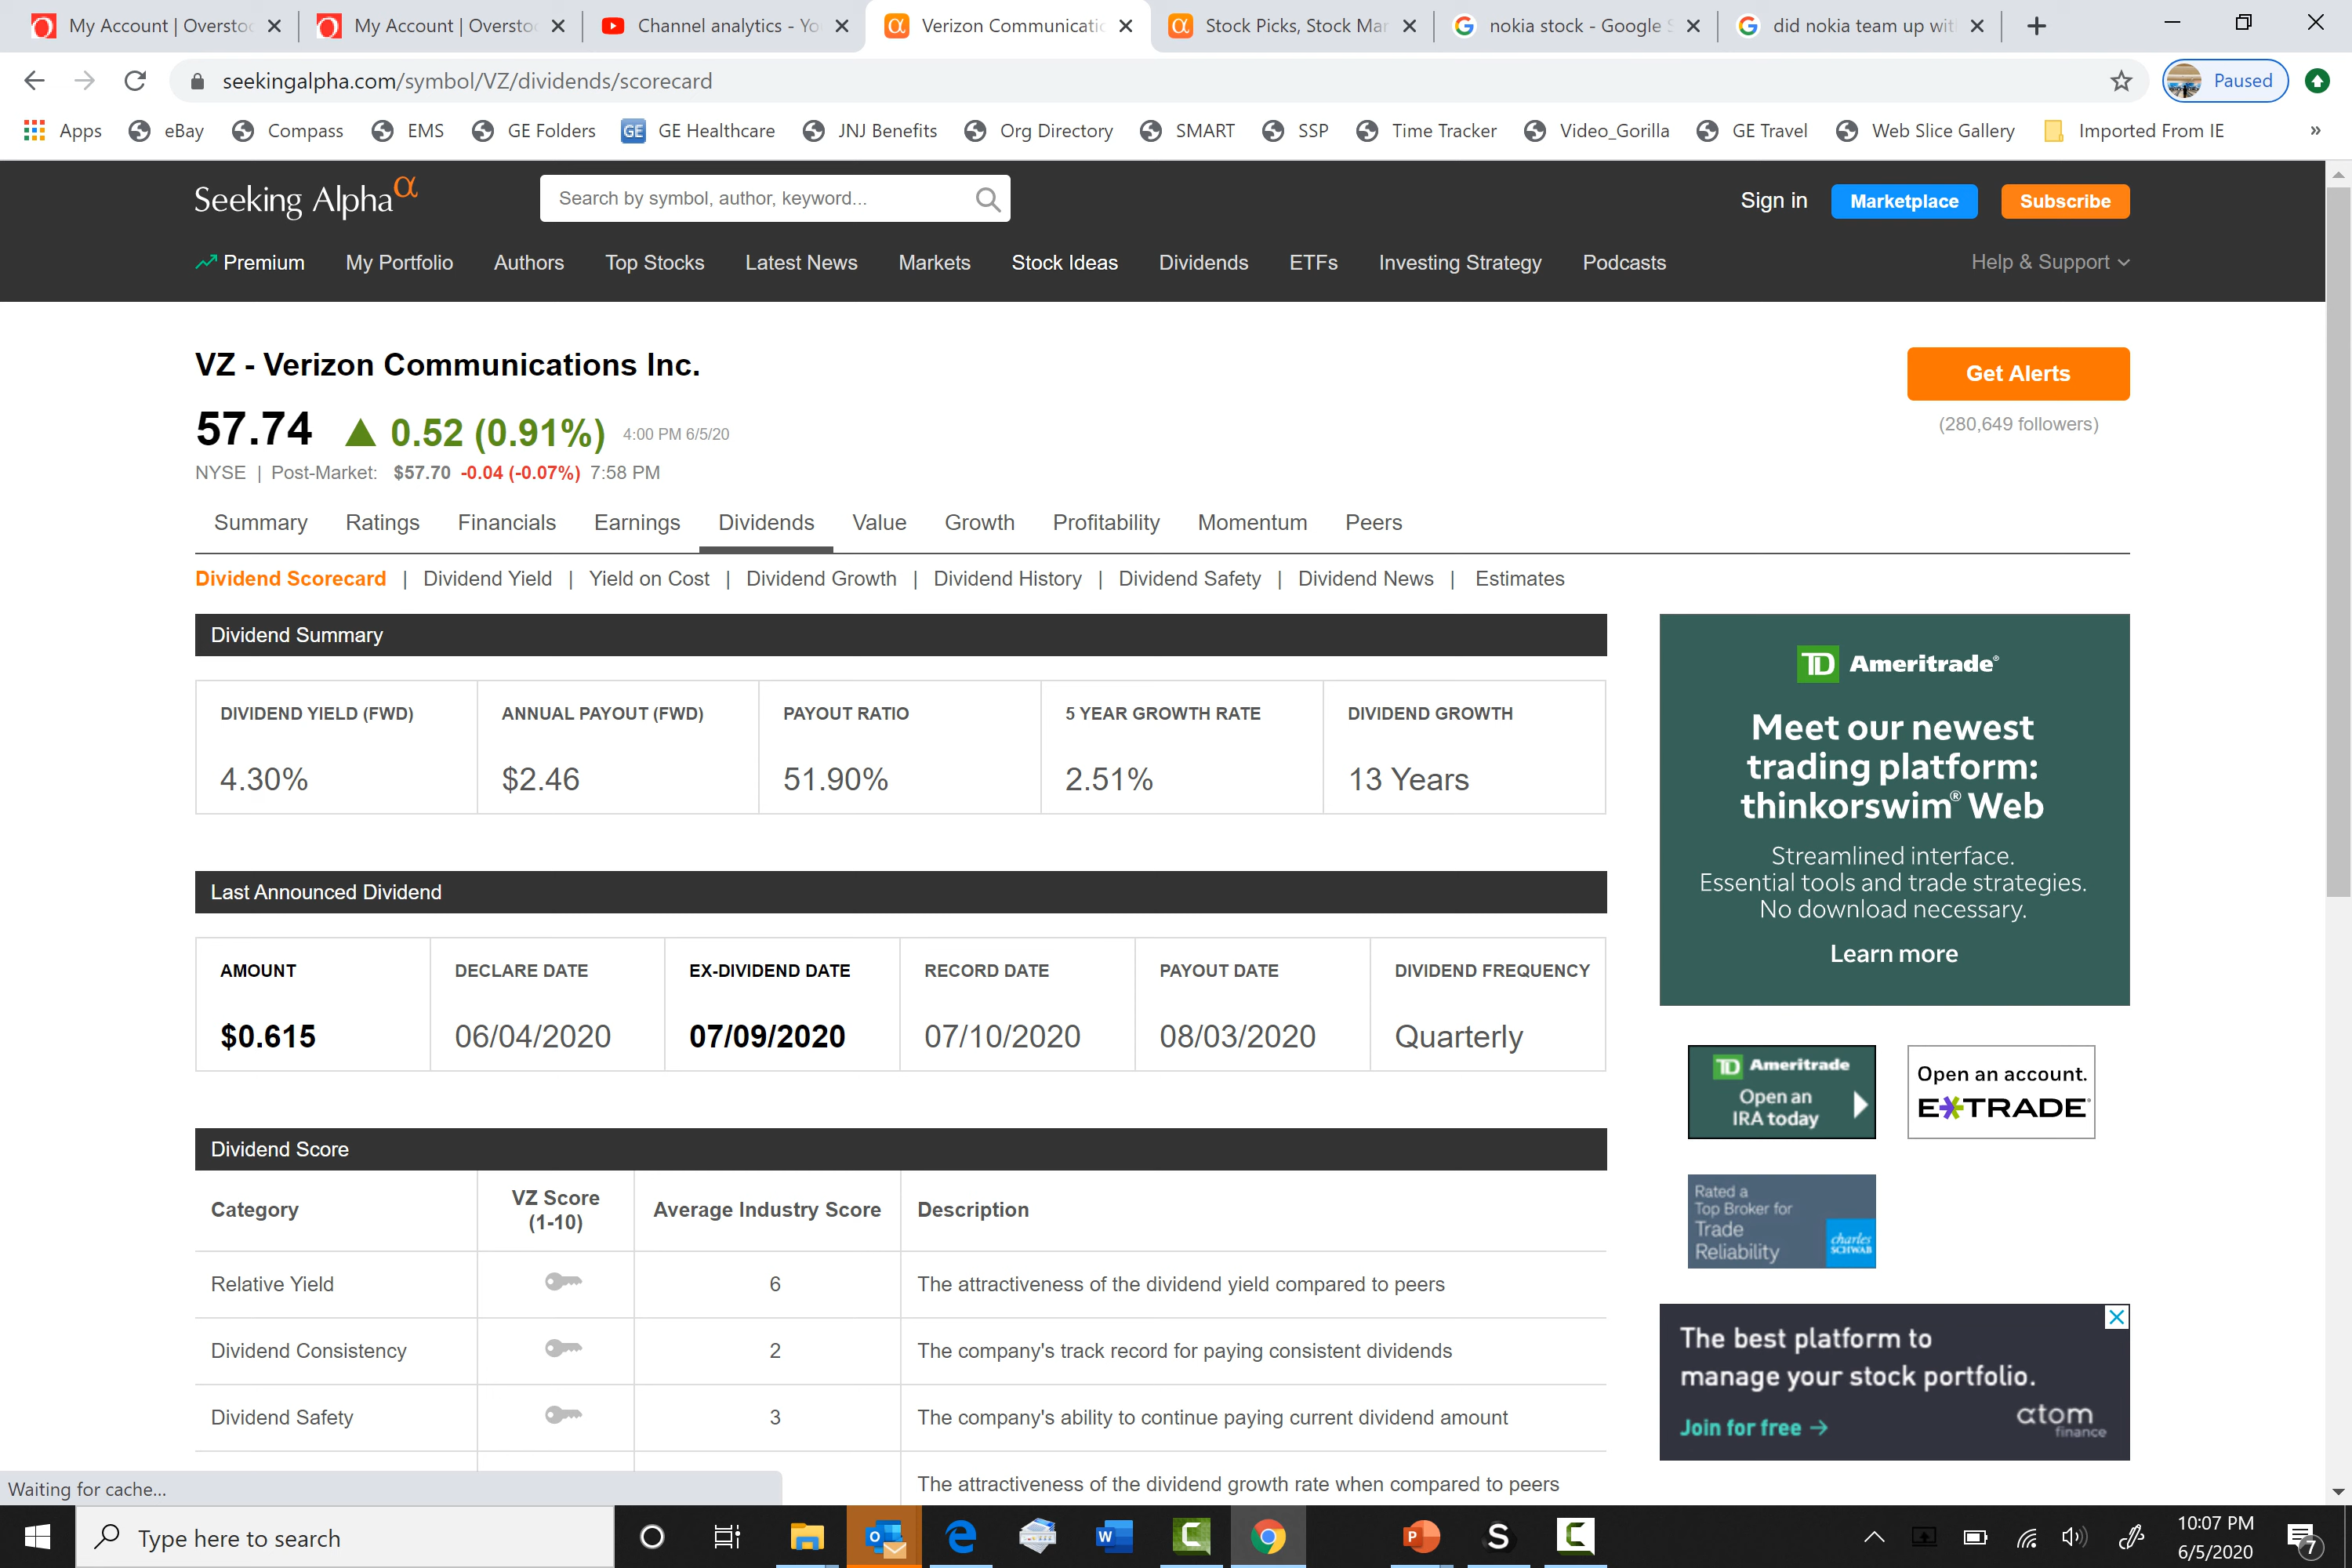 My Account | Oversto
My Account | Oversto
Channel analytics - Yo
Verizon Communicatio
Stock Picks, Stock Mar
nokia stock - Google S
did nokia team up wit
seekingalpha.com/symbol/VZ/dividends/scorecard
Paused
Apps eBay Compass EMS GE Folders GE GE Healthcare JNJ Benefits Org Directory SMART SSP Time Tracker Video_Gorilla GE Travel Web Slice Gallery Imported From IE »
Seeking Alpha α
Search by symbol, author, keyword...
Sign in Marketplace Subscribe
Premium My Portfolio Authors Top Stocks Latest News Markets Stock Ideas Dividends ETFs Investing Strategy Podcasts Help & Support
VZ - Verizon Communications Inc.
Get Alerts
57.74 ▲ 0.52 (0.91%) 4:00 PM 6/5/20
(280,649 followers)
NYSE | Post-Market: $57.70 -0.04 (-0.07%) 7:58 PM
Summary Ratings Financials Earnings Dividends Value Growth Profitability Momentum Peers
Dividend Scorecard | Dividend Yield | Yield on Cost | Dividend Growth | Dividend History | Dividend Safety | Dividend News | Estimates
Dividend Summary
DIVIDEND YIELD (FWD) ANNUAL PAYOUT (FWD) PAYOUT RATIO 5 YEAR GROWTH RATE DIVIDEND GROWTH
4.30% $2.46 51.90% 2.51% 13 Years
Last Announced Dividend
AMOUNT DECLARE DATE EX-DIVIDEND DATE RECORD DATE PAYOUT DATE DIVIDEND FREQUENCY
$0.615 06/04/2020 07/09/2020 07/10/2020 08/03/2020 Quarterly
Dividend Score
Category VZ Score (1-10) Average Industry Score Description
Relative Yield 6 The attractiveness of the dividend yield compared to peers
Dividend Consistency 2 The company's track record for paying consistent dividends
Dividend Safety 3 The company's ability to continue paying current dividend amount
The attractiveness of the dividend growth rate when compared to peers
TD Ameritrade®
Meet our newest
trading platform:
thinkorswim® Web
Streamlined interface.
Essential tools and trade strategies.
No download necessary.
Learn more
TD Ameritrade
Open an
IRA today
Open an account.
E*TRADE
Rated a
Top Broker for
Trade
Reliability
charles
SCHWAB
The best platform to
manage your stock portfolio.
Join for free →
atom
finance
Waiting for cache...
Type here to search
10:07 PM
6/5/2020
7